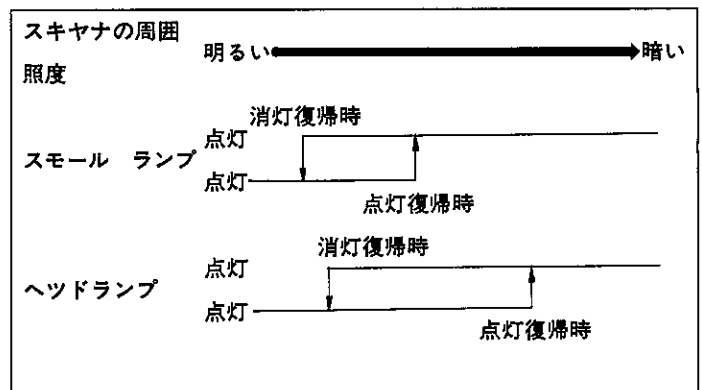 スキヤナの周囲
照度
明るい
暗い
消灯復帰時
点灯
スモール ランプ
点灯
点灯復帰時
消灯復帰時
点灯
ヘツドランプ
点灯
点灯復帰時